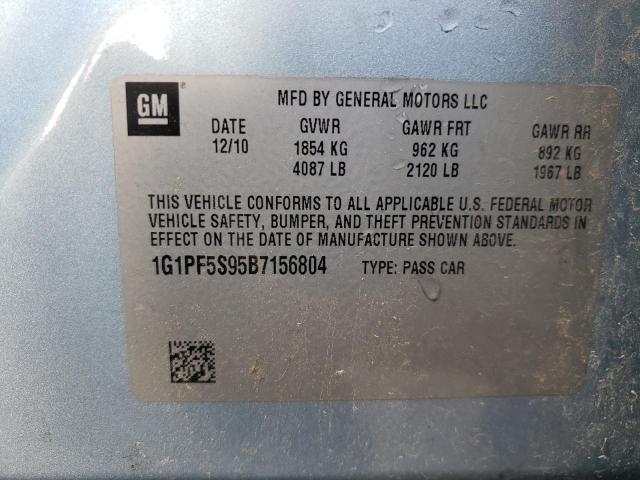 GM
MFD BY GENERAL MOTORS LLC
DATE GVWR GAWR FRT GAWR RR
12/10 1854 KG 962 KG 892 KG
4087 LB 2120 LB 1967 LB
THIS VEHICLE CONFORMS TO ALL APPLICABLE U.S. FEDERAL MOTOR
VEHICLE SAFETY, BUMPER, AND THEFT PREVENTION STANDARDS IN
EFFECT ON THE DATE OF MANUFACTURE SHOWN ABOVE.
1G1PF5S95B7156804 TYPE: PASS CAR